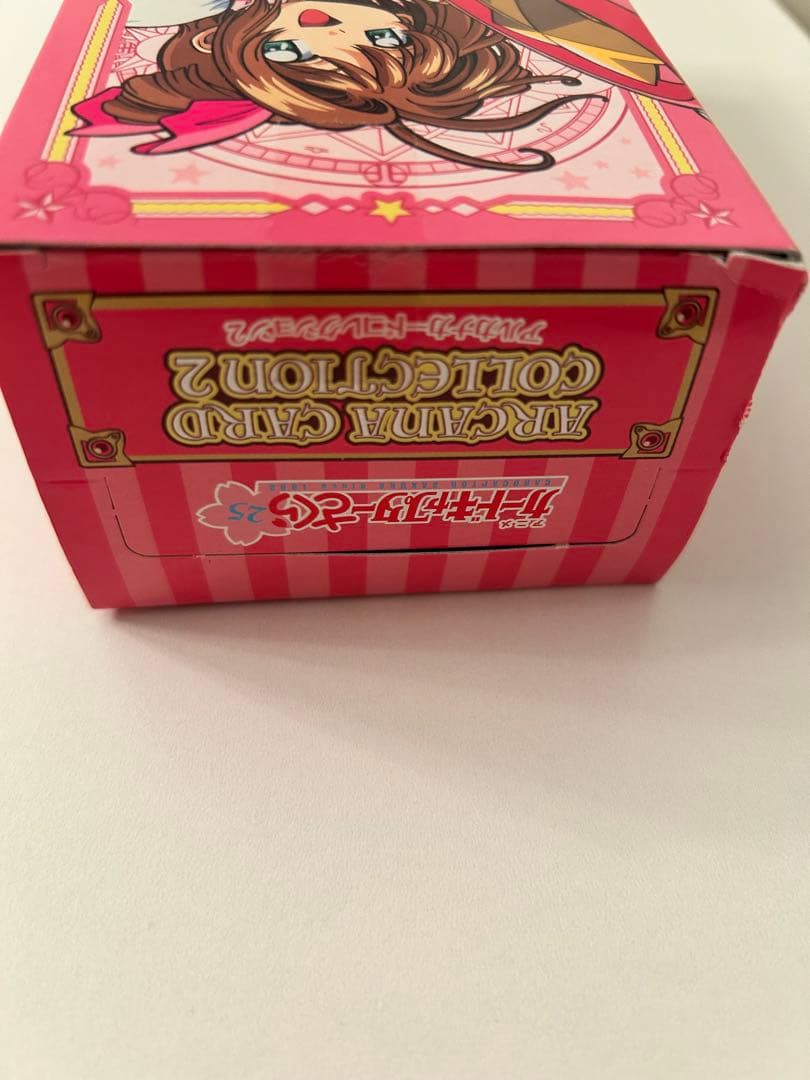 アニメ
カードキャプターさくら 25
CARDCAPTOR SAKURA since 1998
ARCANA CARD
COLLECTION 2
アルカナカードコレクション2